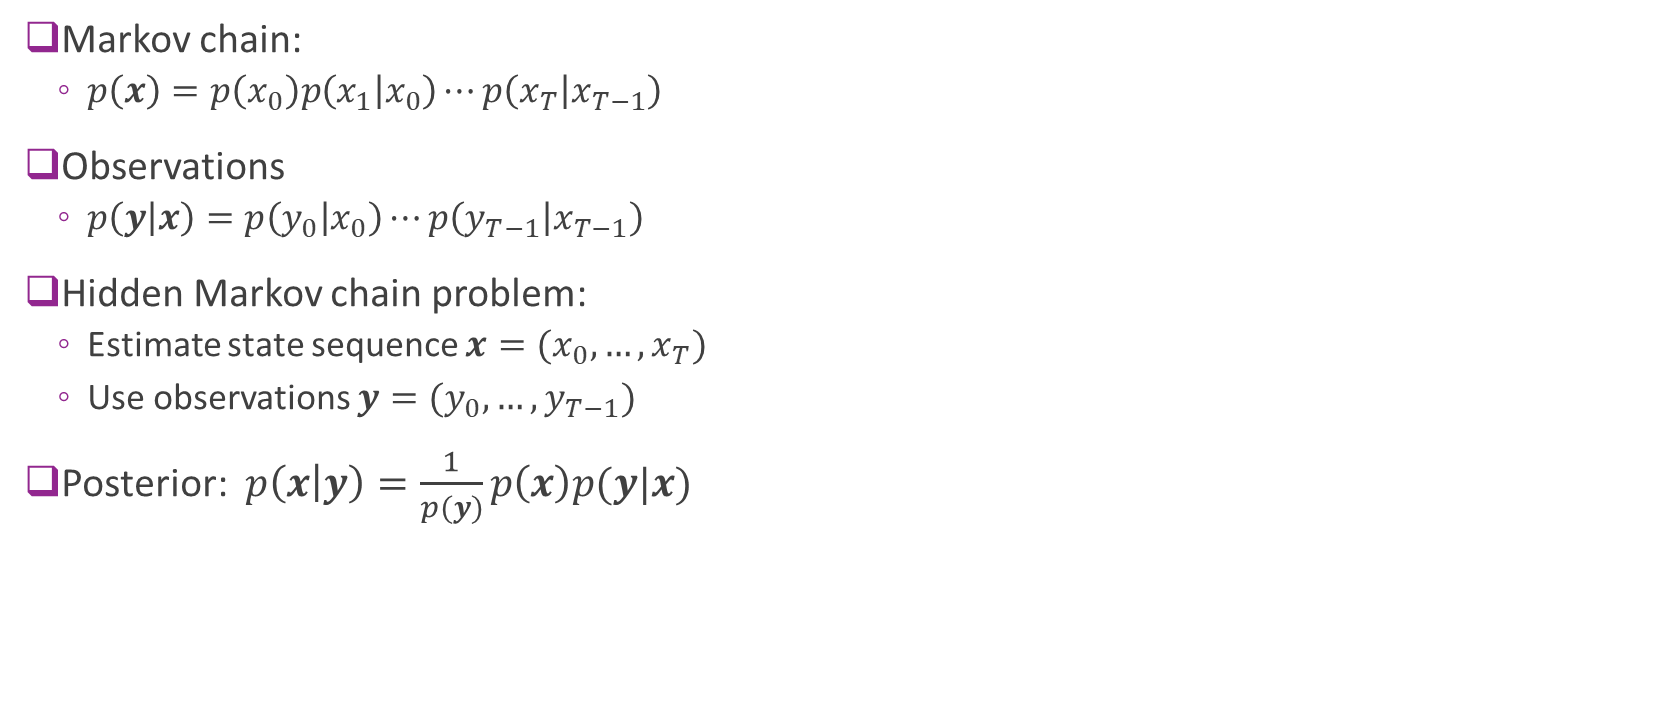 ❑Markov chain:
◦ 𝑝(𝒙) = 𝑝(𝑥₀)𝑝(𝑥₁|𝑥₀) ⋯ 𝑝(𝑥_T|𝑥_{T−1})
❑Observations
◦ 𝑝(𝒚|𝒙) = 𝑝(𝑦₀|𝑥₀) ⋯ 𝑝(𝑦_{T−1}|𝑥_{T−1})
❑Hidden Markov chain problem:
◦ Estimate state sequence 𝒙 = (𝑥₀, … , 𝑥_T)
◦ Use observations 𝒚 = (𝑦₀, … , 𝑦_{T−1})
❑Posterior: 𝑝(𝒙|𝒚) = \frac{1}{𝑝(𝒚)} 𝑝(𝒙)𝑝(𝒚|𝒙)